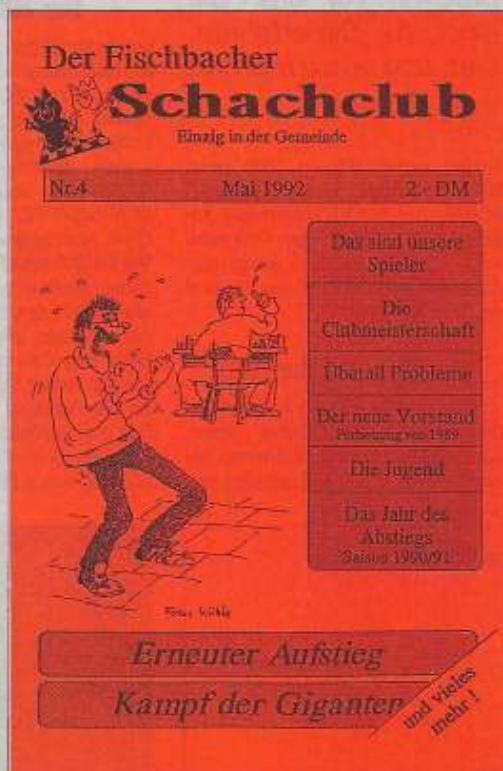 Der Fischbacher
Schachclub
Einzig in der Gemeinde
Nr.4 Mai 1992 2.- DM
Das sind unsere
Spieler
Die
Clubmeisterschaft
Überall Probleme
Der neue Vorstand
von 1989
Die Jugend
Das Jahr des
Abstiegs
Saison 1990/91
Erneuter Aufstieg
Kampf der Giganten
und vieles
mehr !